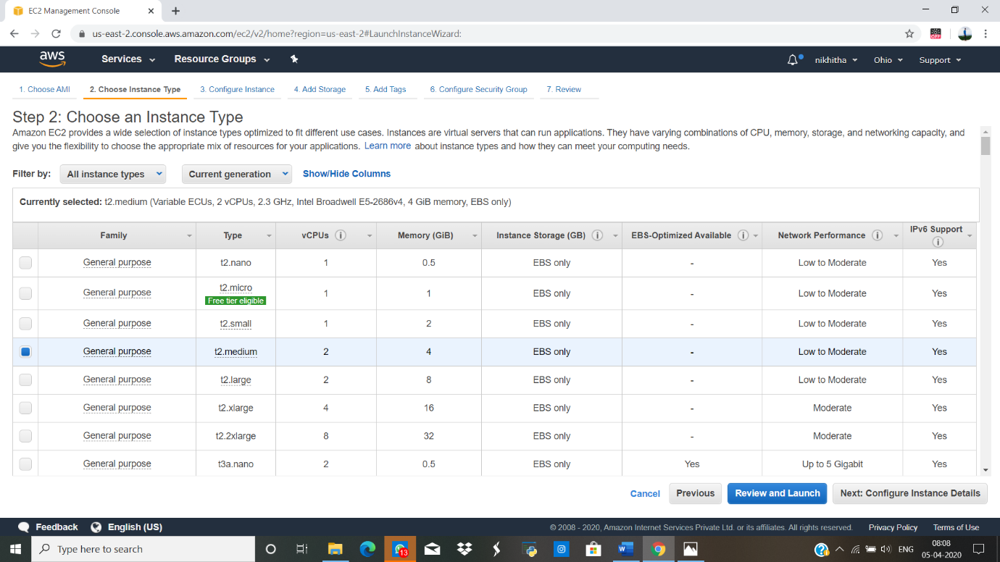 EC2 Management Console
us-east-2.console.aws.amazon.com/ec2/v2/home?region=us-east-2#LaunchInstanceWizard:
OFF
aws Services Resource Groups nikhitha Ohio Support
1. Choose AMI 2. Choose Instance Type 3. Configure Instance 4. Add Storage 5. Add Tags 6. Configure Security Group 7. Review
Step 2: Choose an Instance Type
Amazon EC2 provides a wide selection of instance types optimized to fit different use cases. Instances are virtual servers that can run applications. They have varying combinations of CPU, memory, storage, and networking capacity, and
give you the flexibility to choose the appropriate mix of resources for your applications. Learn more about instance types and how they can meet your computing needs.
Filter by: All instance types Current generation Show/Hide Columns
Currently selected: t2.medium (Variable ECUs, 2 vCPUs, 2.3 GHz, Intel Broadwell E5-2686v4, 4 GiB memory, EBS only)
Family Type vCPUs Memory (GiB) Instance Storage (GB) EBS-Optimized Available Network Performance IPv6 Support
General purpose t2.nano 1 0.5 EBS only - Low to Moderate Yes
General purpose t2.micro Free tier eligible 1 1 EBS only - Low to Moderate Yes
General purpose t2.small 1 2 EBS only - Low to Moderate Yes
General purpose t2.medium 2 4 EBS only - Low to Moderate Yes
General purpose t2.large 2 8 EBS only - Low to Moderate Yes
General purpose t2.xlarge 4 16 EBS only - Moderate Yes
General purpose t2.2xlarge 8 32 EBS only - Moderate Yes
General purpose t3a.nano 2 0.5 EBS only Yes Up to 5 Gigabit Yes
Cancel Previous Review and Launch Next: Configure Instance Details
Feedback English (US) © 2008 - 2020, Amazon Internet Services Private Ltd. or its affiliates. All rights reserved. Privacy Policy Terms of Use
Type here to search 13 ENG 08:08
05-04-2020